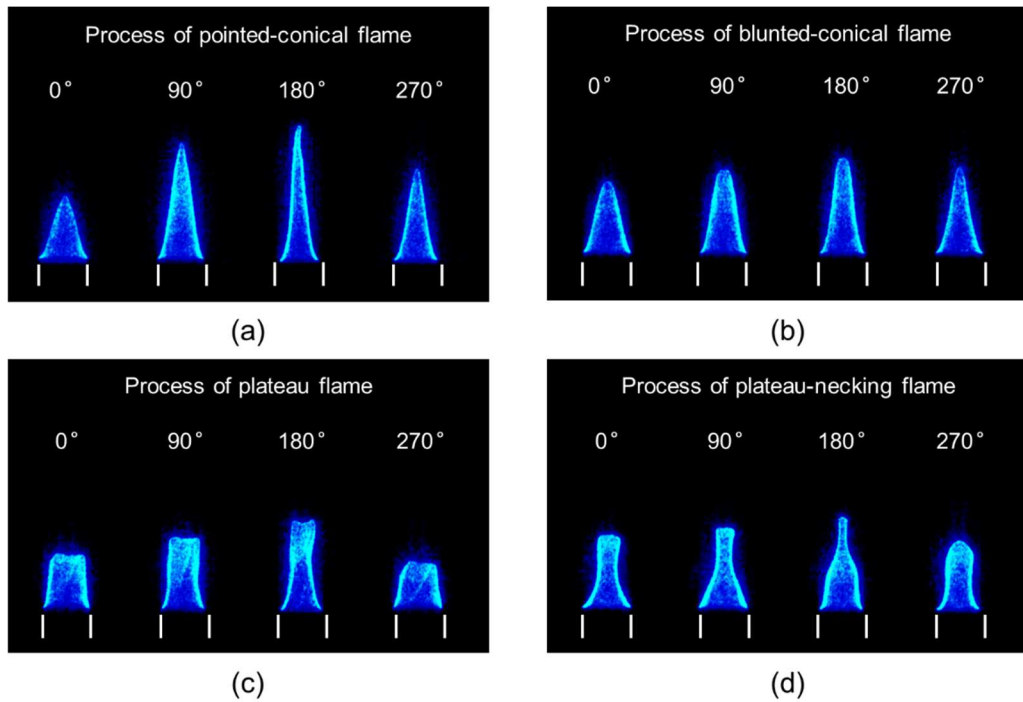 Process of pointed-conical flame
0° 90° 180° 270°
(a)
Process of blunted-conical flame
0° 90° 180° 270°
(b)
Process of plateau flame
0° 90° 180° 270°
(c)
Process of plateau-necking flame
0° 90° 180° 270°
(d)